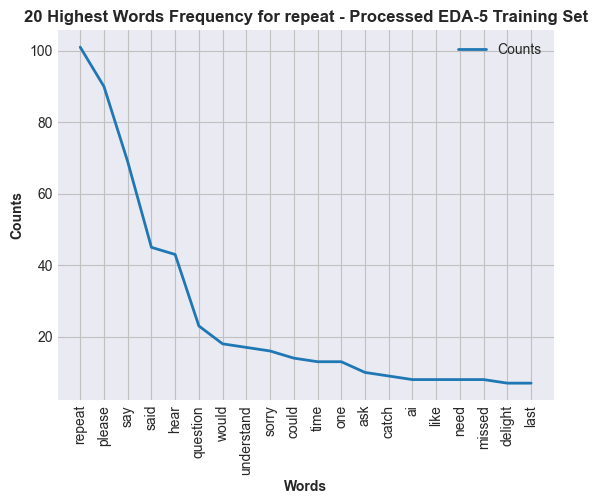 20 Highest Words Frequency for repeat - Processed EDA-5 Training Set
Counts
100
80
60
40
20
Counts
repeat
please
say
said
hear
question
would
understand
sorry
could
time
one
ask
catch
ai
like
need
missed
delight
last
Words